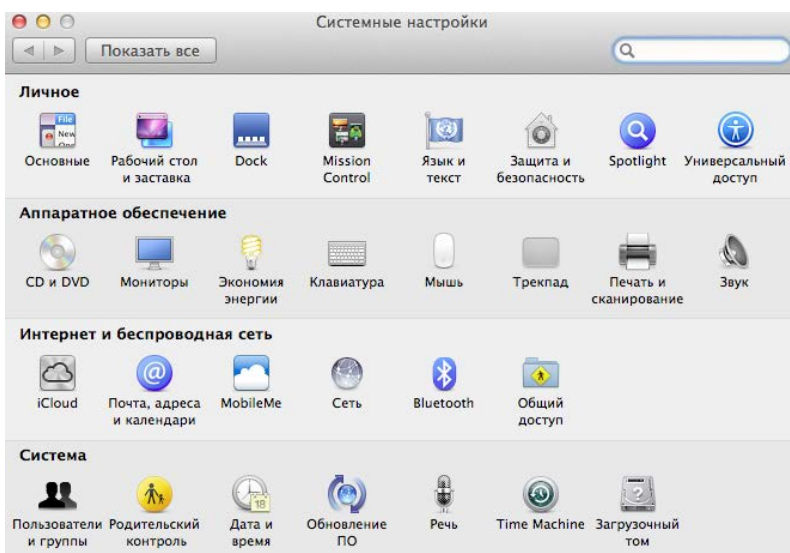 Системные настройки
Показать все
Личное
Основные Рабочий стол Dock Mission Язык и Защита и Spotlight Универсальный
и заставка Control текст безопасность доступ
Аппаратное обеспечение
CD и DVD Мониторы Экономия Клавиатура Мышь Трекпад Печать и Звук
энергии сканирование
Интернет и беспроводная сеть
iCloud Почта, адреса MobileMe Сеть Bluetooth Общий
и календари доступ
Система
Пользователи Родительский Дата и Обновление Речь Time Machine Загрузочный
и группы контроль время ПО том